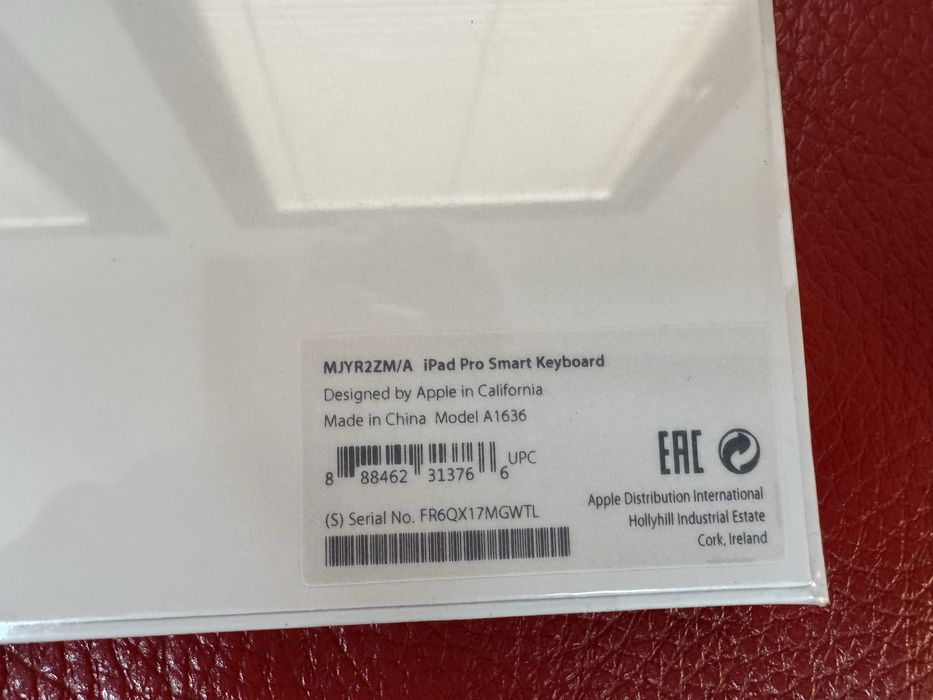 MJYR2ZM/A iPad Pro Smart Keyboard
Designed by Apple in California
Made in China Model A1636
8 88462 31376 6 UPC
(S) Serial No. FR6QX17MGWTL
EAC
Apple Distribution International
Hollyhill Industrial Estate
Cork, Ireland